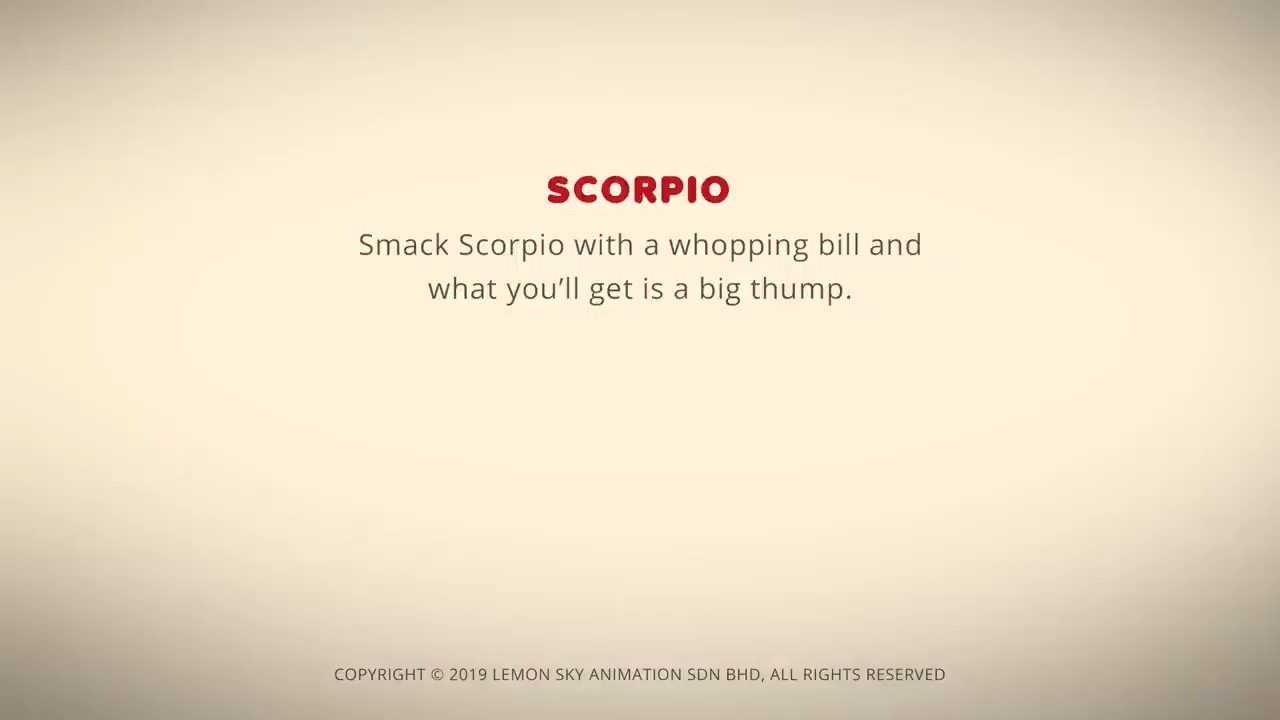 SCORPIO
Smack Scorpio with a whopping bill and
what you’ll get is a big thump.
COPYRIGHT © 2019 LEMON SKY ANIMATION SDN BHD, ALL RIGHTS RESERVED